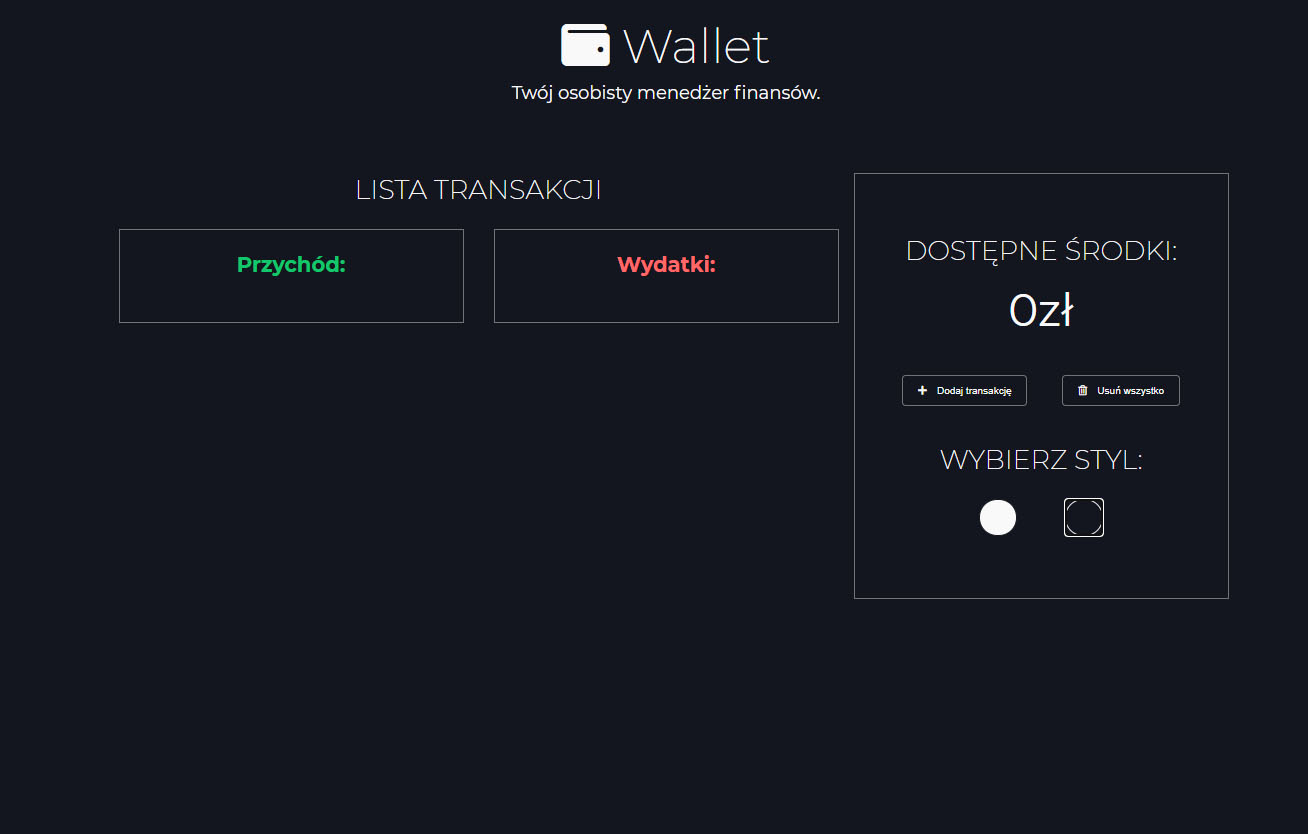 Wallet
Twój osobisty menedżer finansów.
LISTA TRANSAKCJI
Przychód:
Wydatki:
DOSTĘPNE ŚRODKI:
0zł
Dodaj transakcję
Usuń wszystko
WYBIERZ STYL: